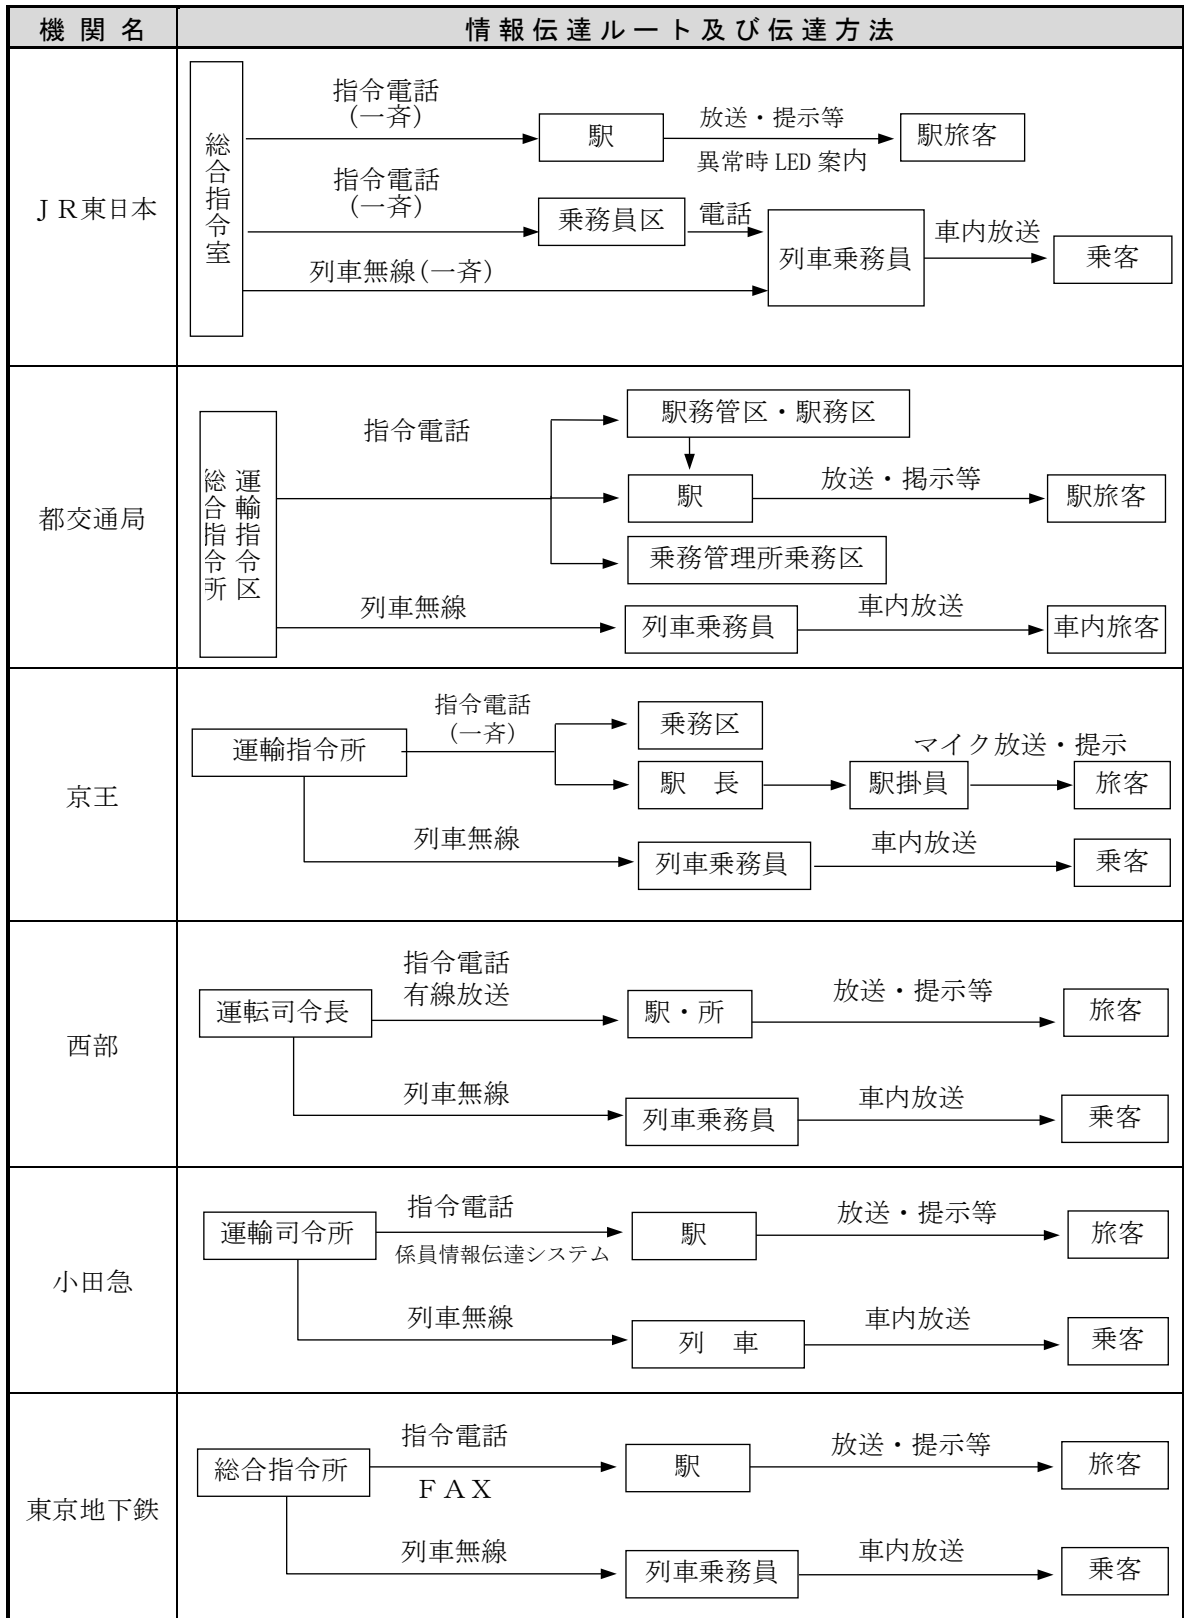 機 関 名
情報伝達ルート及び伝達方法
ＪＲ東日本
総合指令室
指令電話
(一斉)
駅
放送・提示等
異常時 LED 案内
駅旅客
指令電話
(一斉)
乗務員区
電話
列車乗務員
車内放送
乗客
列車無線(一斉)
都交通局
総合指令所
運輸指令区
指令電話
駅務管区・駅務区
駅
放送・掲示等
駅旅客
乗務管理所乗務区
列車無線
列車乗務員
車内放送
車内旅客
京王
運輸指令所
指令電話
(一斉)
乗務区
駅　長
駅掛員
マイク放送・提示
旅客
列車無線
列車乗務員
車内放送
乗客
西部
運転司令長
指令電話
有線放送
駅・所
放送・提示等
旅客
列車無線
列車乗務員
車内放送
乗客
小田急
運輸司令所
指令電話
係員情報伝達システム
駅
放送・提示等
旅客
列車無線
列　車
車内放送
乗客
東京地下鉄
総合指令所
指令電話
ＦＡＸ
駅
放送・提示等
旅客
列車無線
列車乗務員
車内放送
乗客